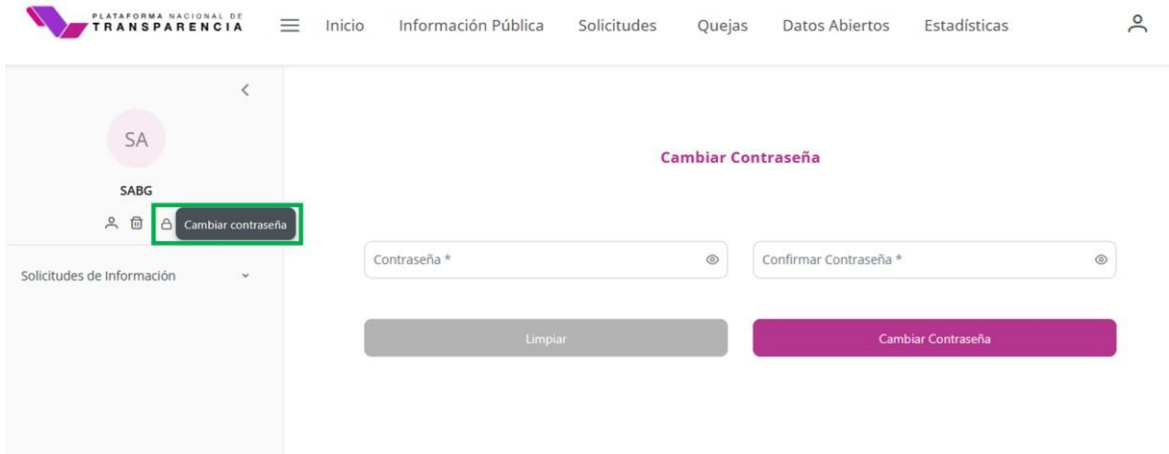 PLATAFORMA NACIONAL DE
TRANSPARENCIA
Inicio Información Pública Solicitudes Quejas Datos Abiertos Estadísticas
SA
SABG
Cambiar contraseña
Solicitudes de Información
Cambiar Contraseña
Contraseña * Confirmar Contraseña *
Limpiar Cambiar Contraseña